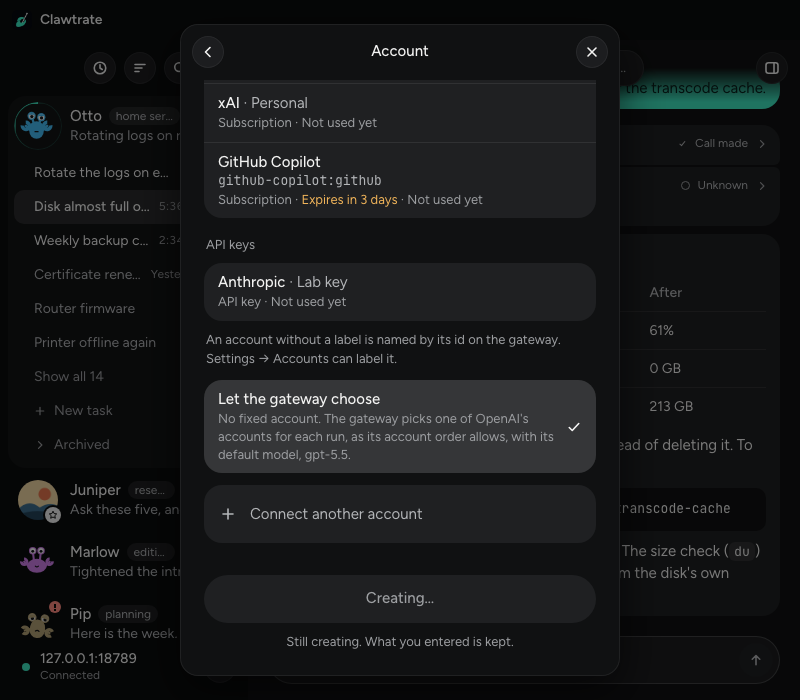 Clawtrate
Account
the transcode cache.
Otto home ser...
Rotating logs on
Rotate the logs on e...
Disk almost full o... 5:36
Weekly backup c... 2:34
Certificate rene... Yeste
Router firmware
Printer offline again
Show all 14
+ New task
Archived
Juniper rese...
Ask these five, an
Marlow editi...
Tightened the intr
Pip planning
Here is the week.
127.0.0.1:18789
Connected
xAI · Personal
Subscription · Not used yet
GitHub Copilot
github-copilot:github
Subscription · Expires in 3 days · Not used yet
API keys
Anthropic · Lab key
API key · Not used yet
An account without a label is named by its id on the gateway.
Settings → Accounts can label it.
Let the gateway choose
No fixed account. The gateway picks one of OpenAI's
accounts for each run, as its account order allows, with its
default model, gpt-5.5.
+ Connect another account
Creating...
Still creating. What you entered is kept.
Call made
Unknown
After
61%
0 GB
213 GB
ead of deleting it. To
transcode-cache
The size check ( du )
m the disk's own